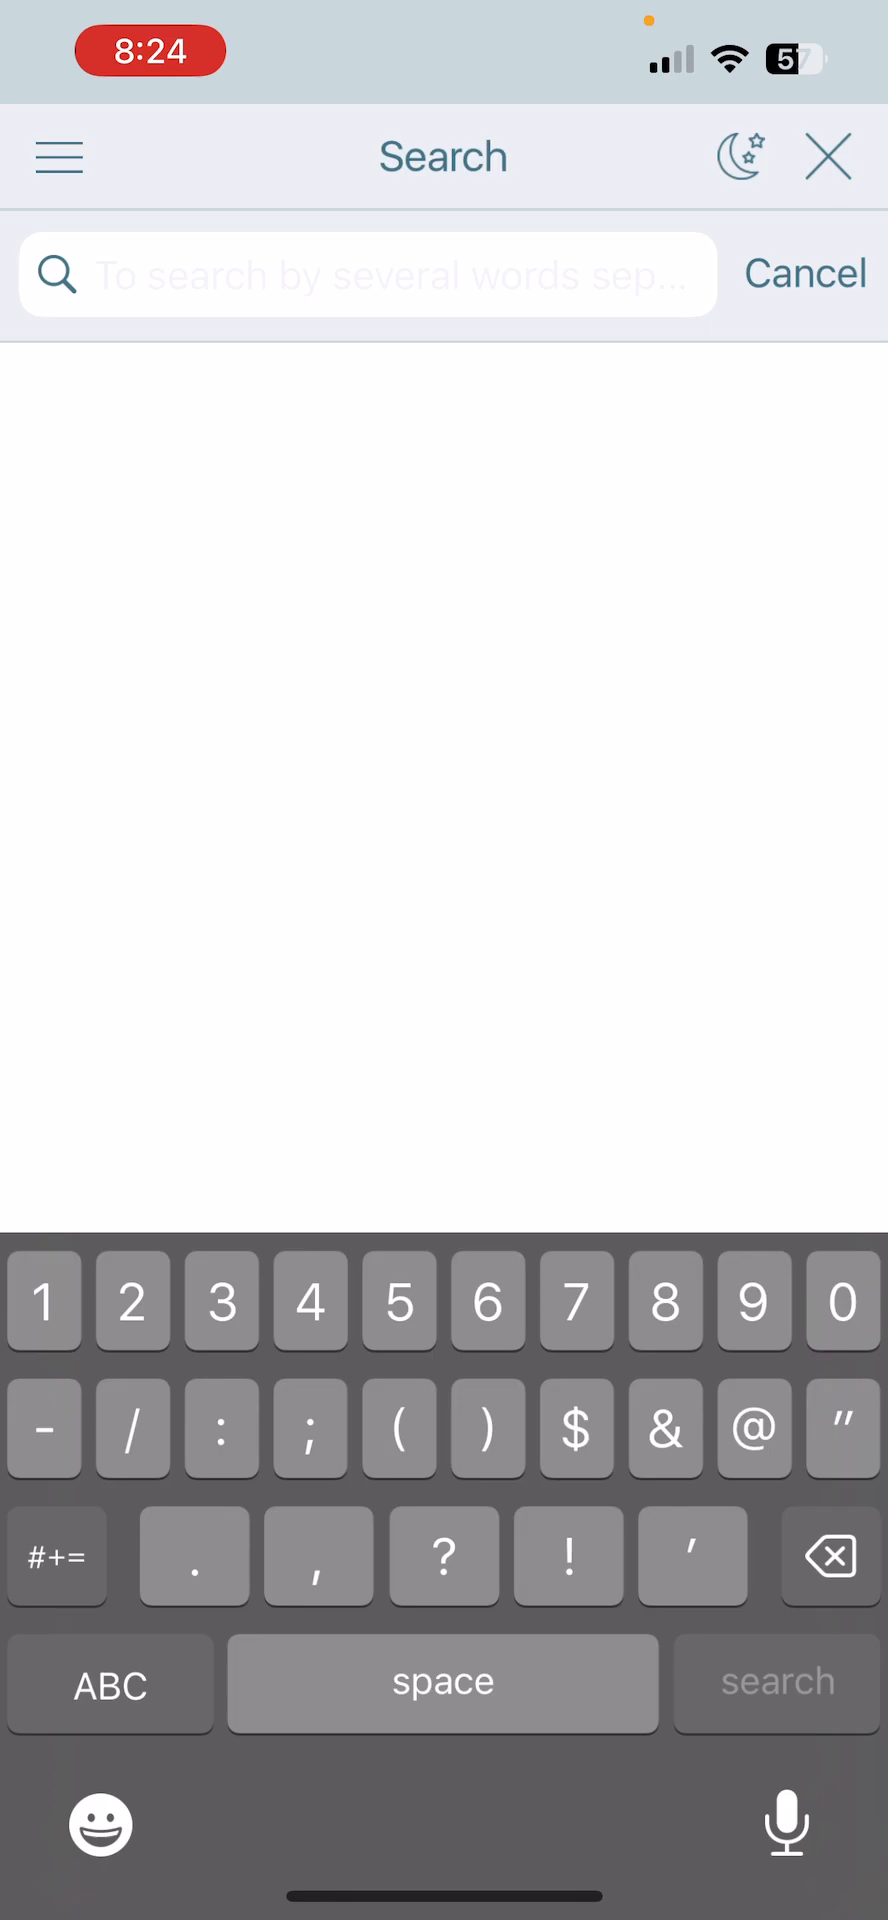 8:24
57
Search
To search by several words sep...
Cancel
1 2 3 4 5 6 7 8 9 0
- / : ; ( ) $ & @ "
#+= . , ? ! '
ABC space search